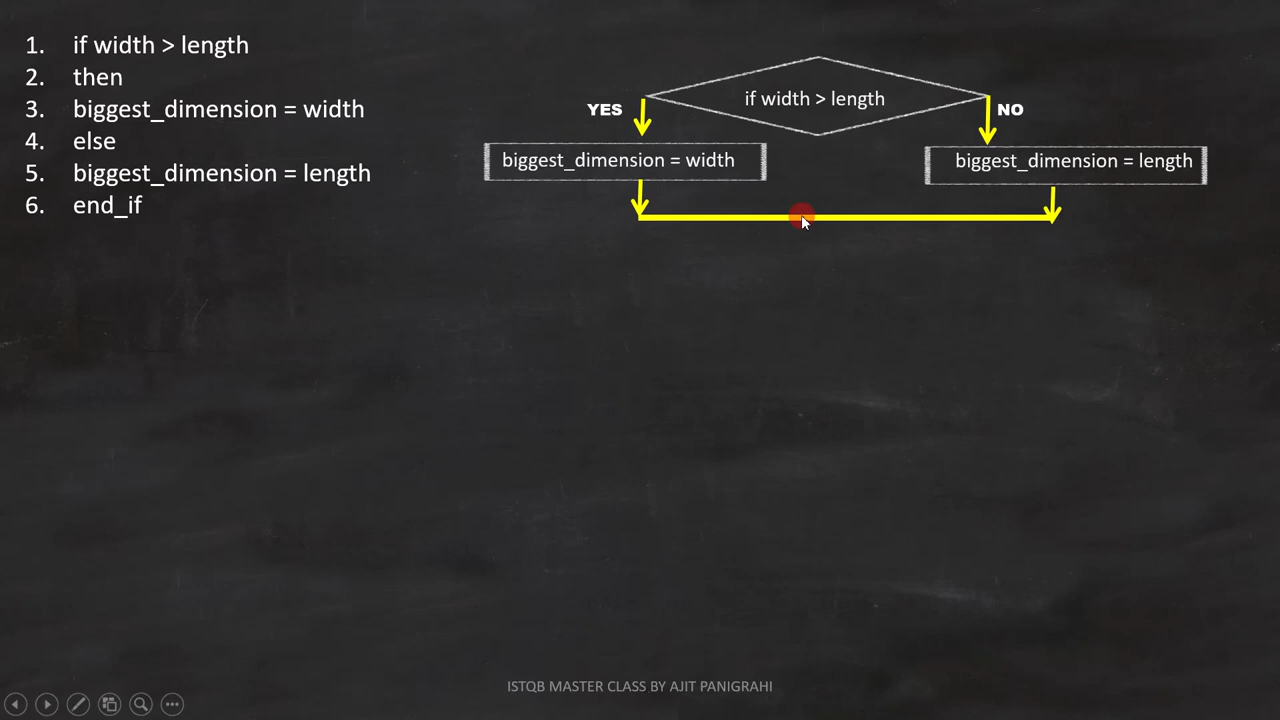 1. if width > length
2. then
3. biggest_dimension = width
4. else
5. biggest_dimension = length
6. end_if
if width > length
YES
NO
biggest_dimension = width
biggest_dimension = length
ISTQB MASTER CLASS BY AJIT PANIGRAHI